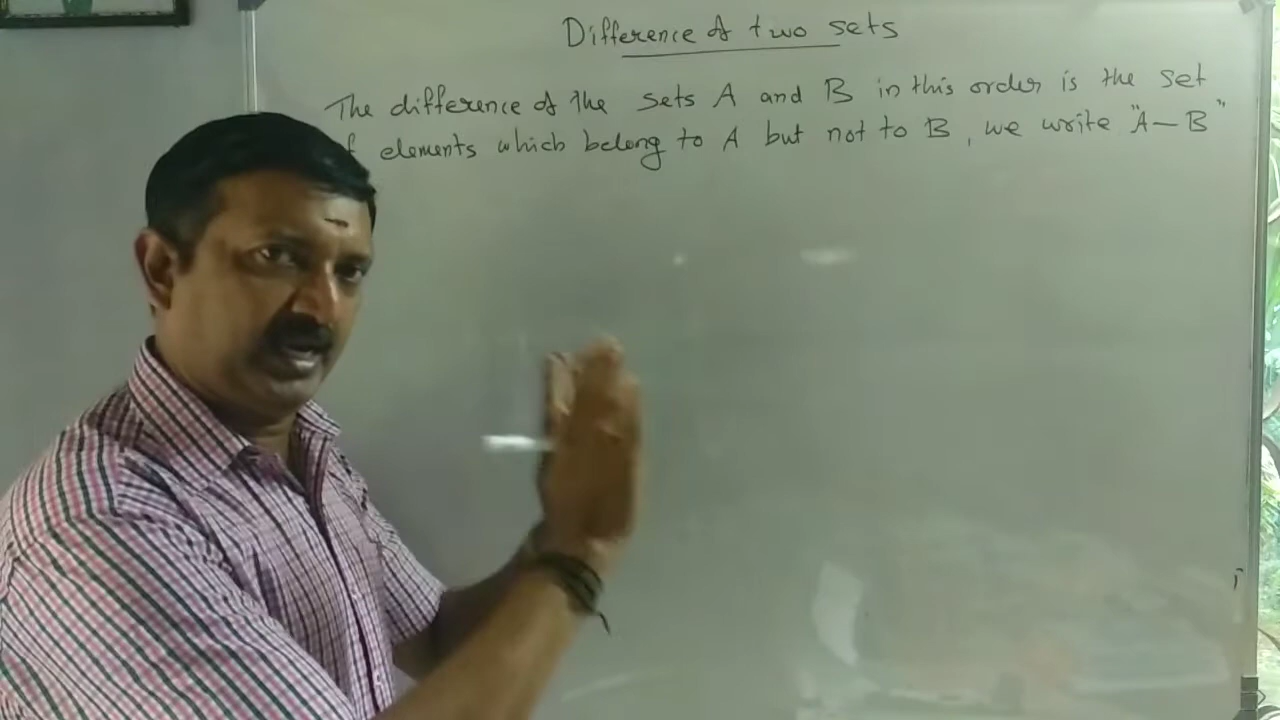 Difference of two sets
The difference of the sets A and B in this order is the set
elements which belong to A but not to B, we write "A-B"